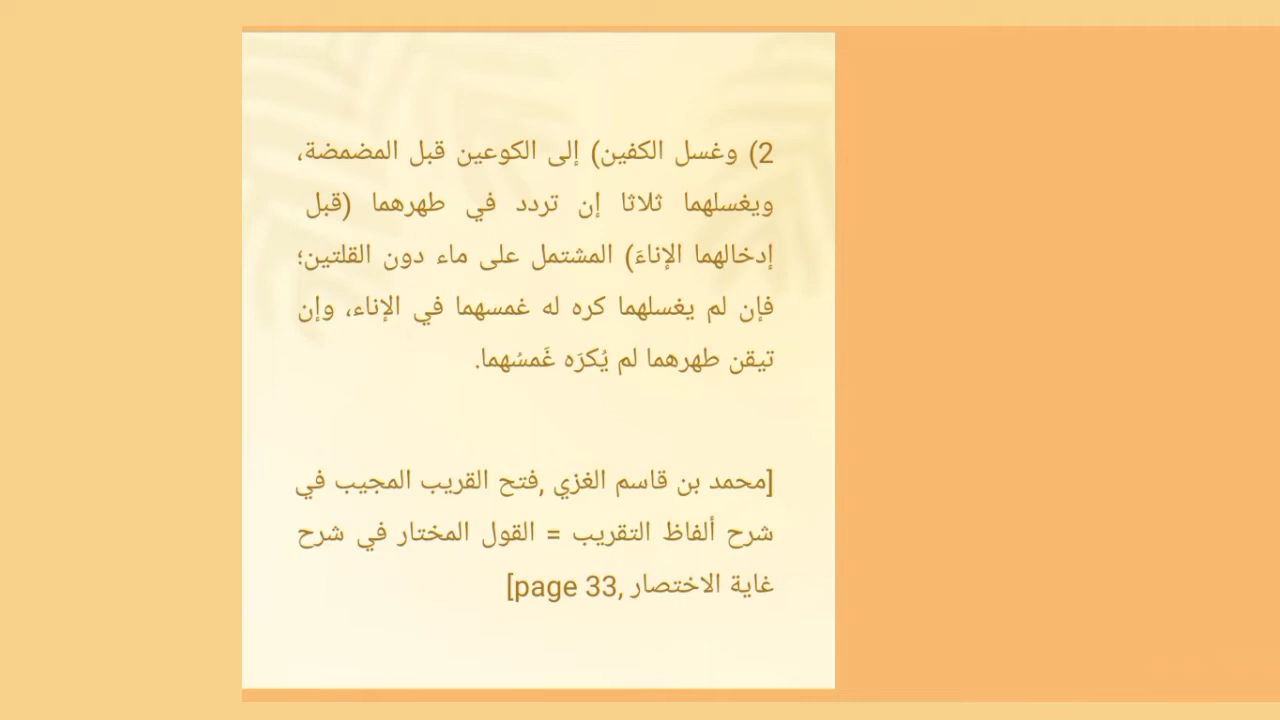 2) وغسل الكفين) إلى الكوعين قبل المضمضة،
ويغسلهما ثلاثا إن تردد في طهرهما (قبل
إدخالهما الإناءَ) المشتمل على ماء دون القلتين؛
فإن لم يغسلهما كره له غمسهما في الإناء، وإن
تيقن طهرهما لم يُكرَه غَمسُهما.
[محمد بن قاسم الغزي ,فتح القريب المجيب في
شرح ألفاظ التقريب = القول المختار في شرح
غاية الاختصار ,page 33]